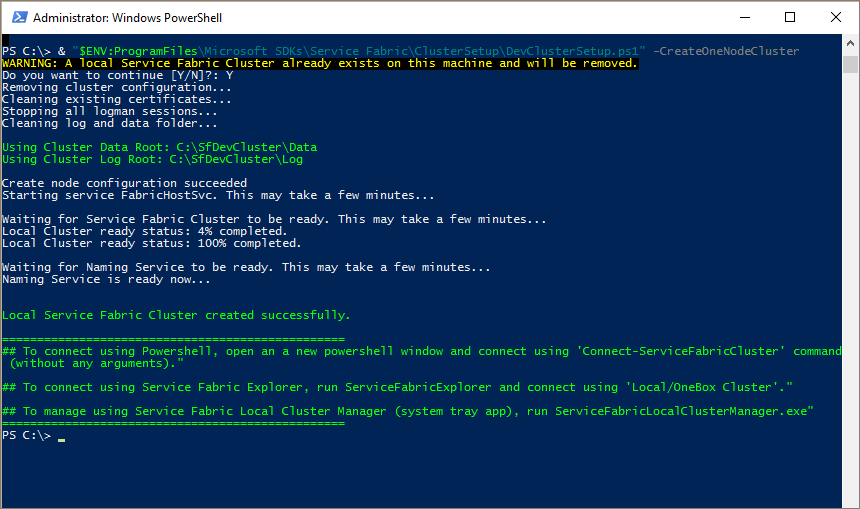 Administrator: Windows PowerShell
PS C:\> & "$ENV:ProgramFiles\Microsoft SDKs\Service Fabric\ClusterSetup\DevClusterSetup.ps1" -CreateOneNodeCluster
WARNING: A local Service Fabric Cluster already exists on this machine and will be removed.
Do you want to continue [Y/N]?: Y
Removing cluster configuration...
Cleaning existing certificates...
Stopping all logman sessions...
Cleaning log and data folder...
Using Cluster Data Root: C:\SfDevCluster\Data
Using Cluster Log Root: C:\SfDevCluster\Log
Create node configuration succeeded
Starting service FabricHostSvc. This may take a few minutes...
Waiting for Service Fabric Cluster to be ready. This may take a few minutes...
Local Cluster ready status: 4% completed.
Local Cluster ready status: 100% completed.
Waiting for Naming Service to be ready. This may take a few minutes...
Naming Service is ready now...
Local Service Fabric Cluster created successfully.
=================================================
## To connect using Powershell, open an a new powershell window and connect using 'Connect-ServiceFabricCluster' command
(without any arguments)."
## To connect using Service Fabric Explorer, run ServiceFabricExplorer and connect using 'Local/OneBox Cluster'."
## To manage using Service Fabric Local Cluster Manager (system tray app), run ServiceFabricLocalClusterManager.exe"
=================================================
PS C:\>